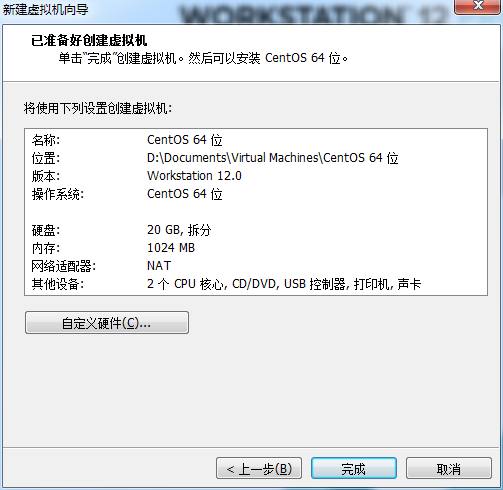 WORKSTATION 12
新建虚拟机向导
已准备好创建虚拟机
单击“完成”创建虚拟机。然后可以安装 CentOS 64 位。
将使用下列设置创建虚拟机:
名称: CentOS 64 位
位置: D:\Documents\Virtual Machines\CentOS 64 位
版本: Workstation 12.0
操作系统: CentOS 64 位
硬盘: 20 GB, 拆分
内存: 1024 MB
网络适配器: NAT
其他设备: 2 个 CPU 核心, CD/DVD, USB 控制器, 打印机, 声卡
自定义硬件(C)...
< 上一步(B) 完成 取消